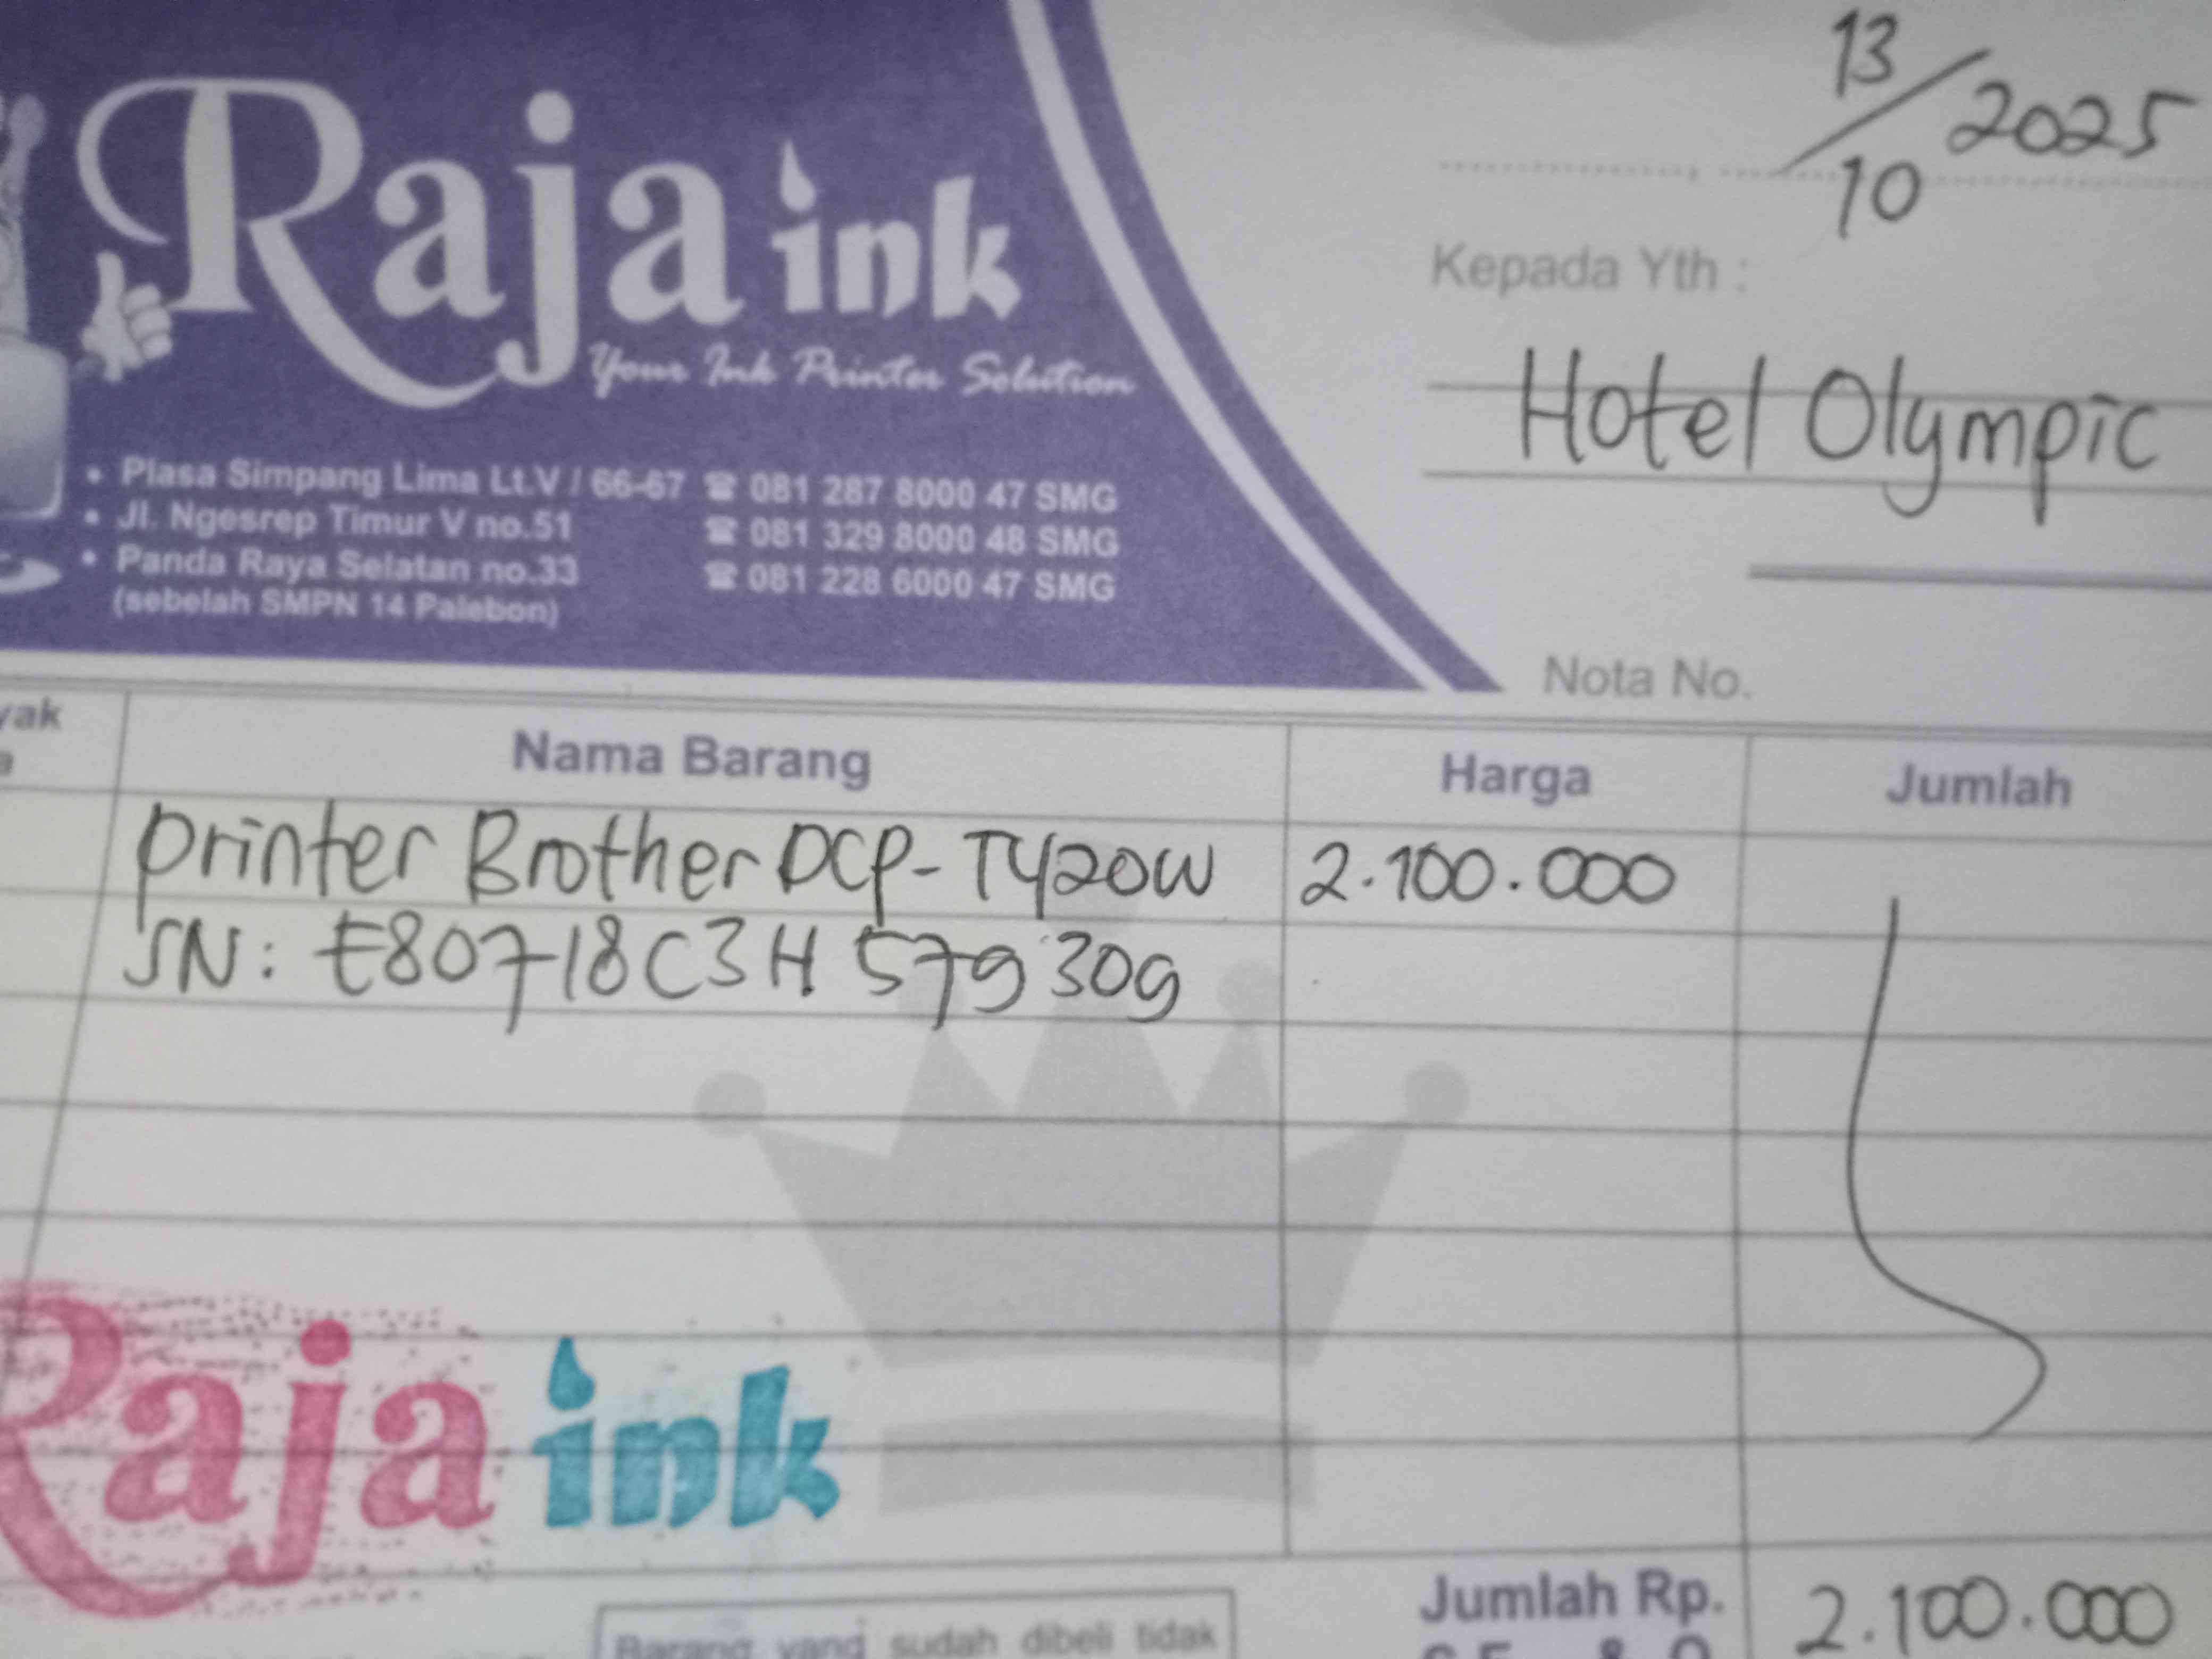 13/10 2025
Raja ink
Your Ink Printer Solution
Kepada Yth :
Hotel Olympic
• Plasa Simpang Lima Lt.V / 66-67 ☎ 081 287 8000 47 SMG
• Jl. Ngesrep Timur V no.51 ☎ 081 329 8000 48 SMG
• Panda Raya Selatan no.33 ☎ 081 228 6000 47 SMG
(sebelah SMPN 14 Palebon)
Nota No.
yak Nama Barang Harga Jumlah
Printer Brother DCP-T420W 2.100.000
SN: E80718C3H579309
Raja ink
Jumlah Rp. 2.100.000
Barang yang sudah dibeli tidak